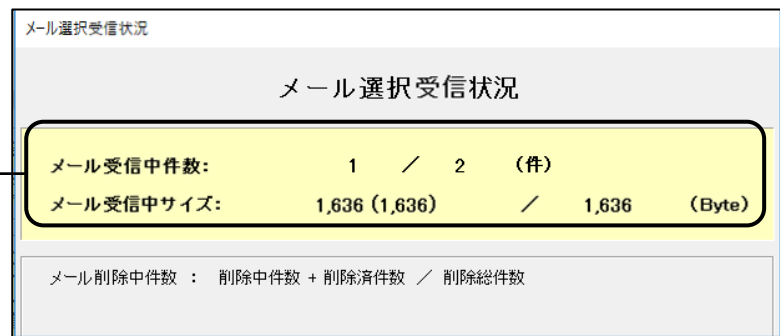 メール選択受信状況
メール選択受信状況
メール受信中件数: 1 ／ 2 (件)
メール受信中サイズ: 1,636 (1,636) ／ 1,636 (Byte)
メール削除中件数 : 削除中件数 + 削除済件数 ／ 削除総件数